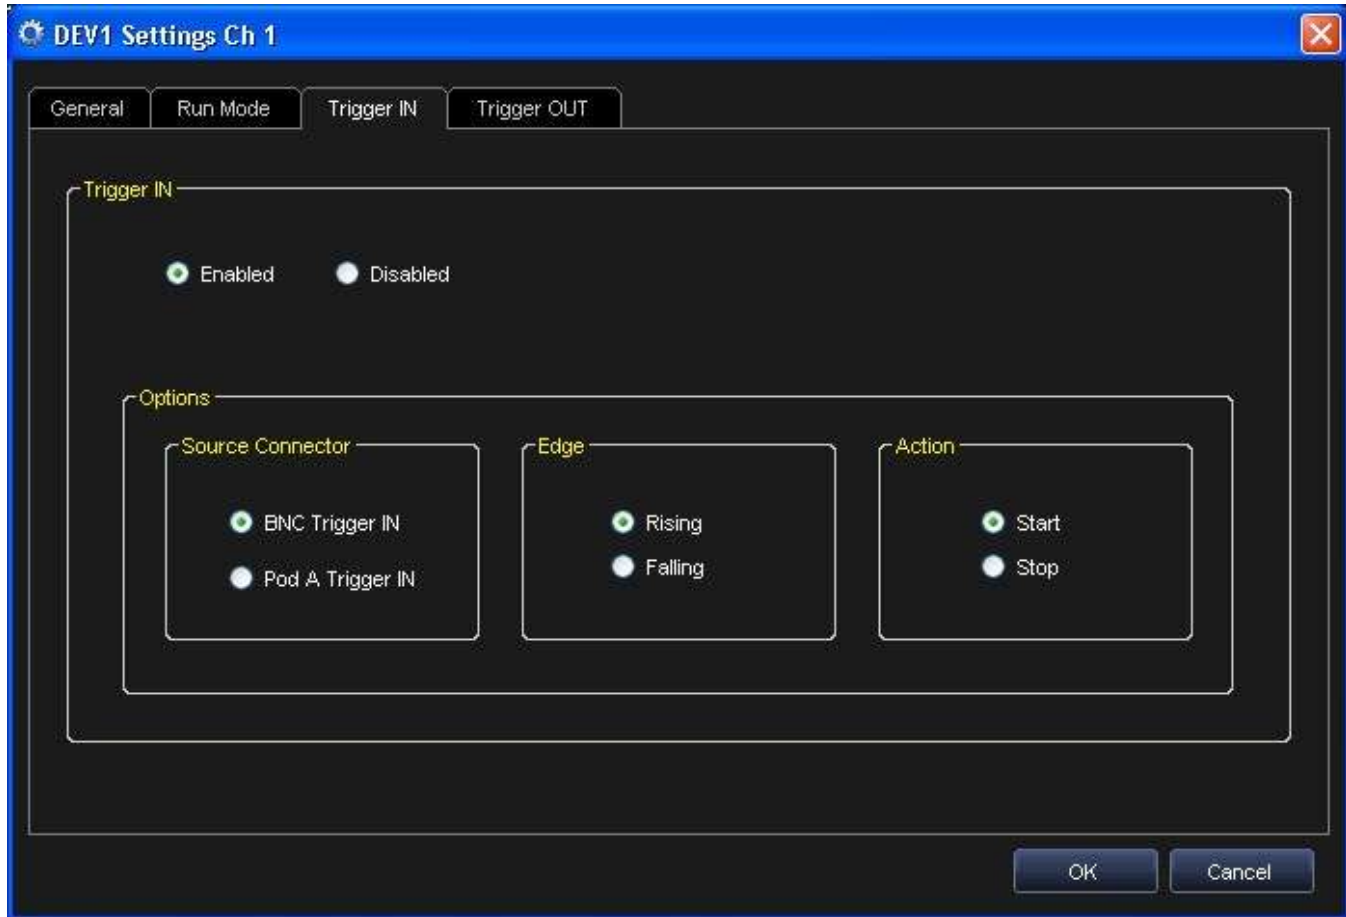 DEV1 Settings Ch 1
General Run Mode Trigger IN Trigger OUT
Trigger IN
Enabled Disabled
Options
Source Connector Edge Action
BNC Trigger IN Rising Start
Pod A Trigger IN Falling Stop
OK Cancel